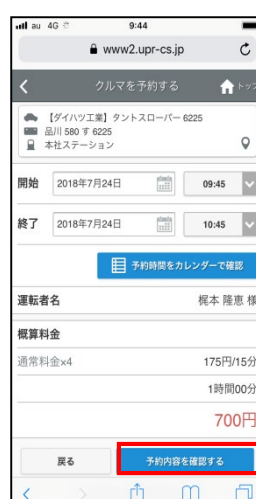 au 4G 9:44
www2.upr-cs.jp
クルマを予約する トップ
【ダイハツ工業】タントスローパー 6225
品川 580 す 6225
本社ステーション
開始 2018年7月24日 09:45
終了 2018年7月24日 10:45
予約時間をカレンダーで確認
運転者名 梶本 隆恵 様
概算料金
通常料金×4 175円/15分
1時間00分
700円
戻る 予約内容を確認する